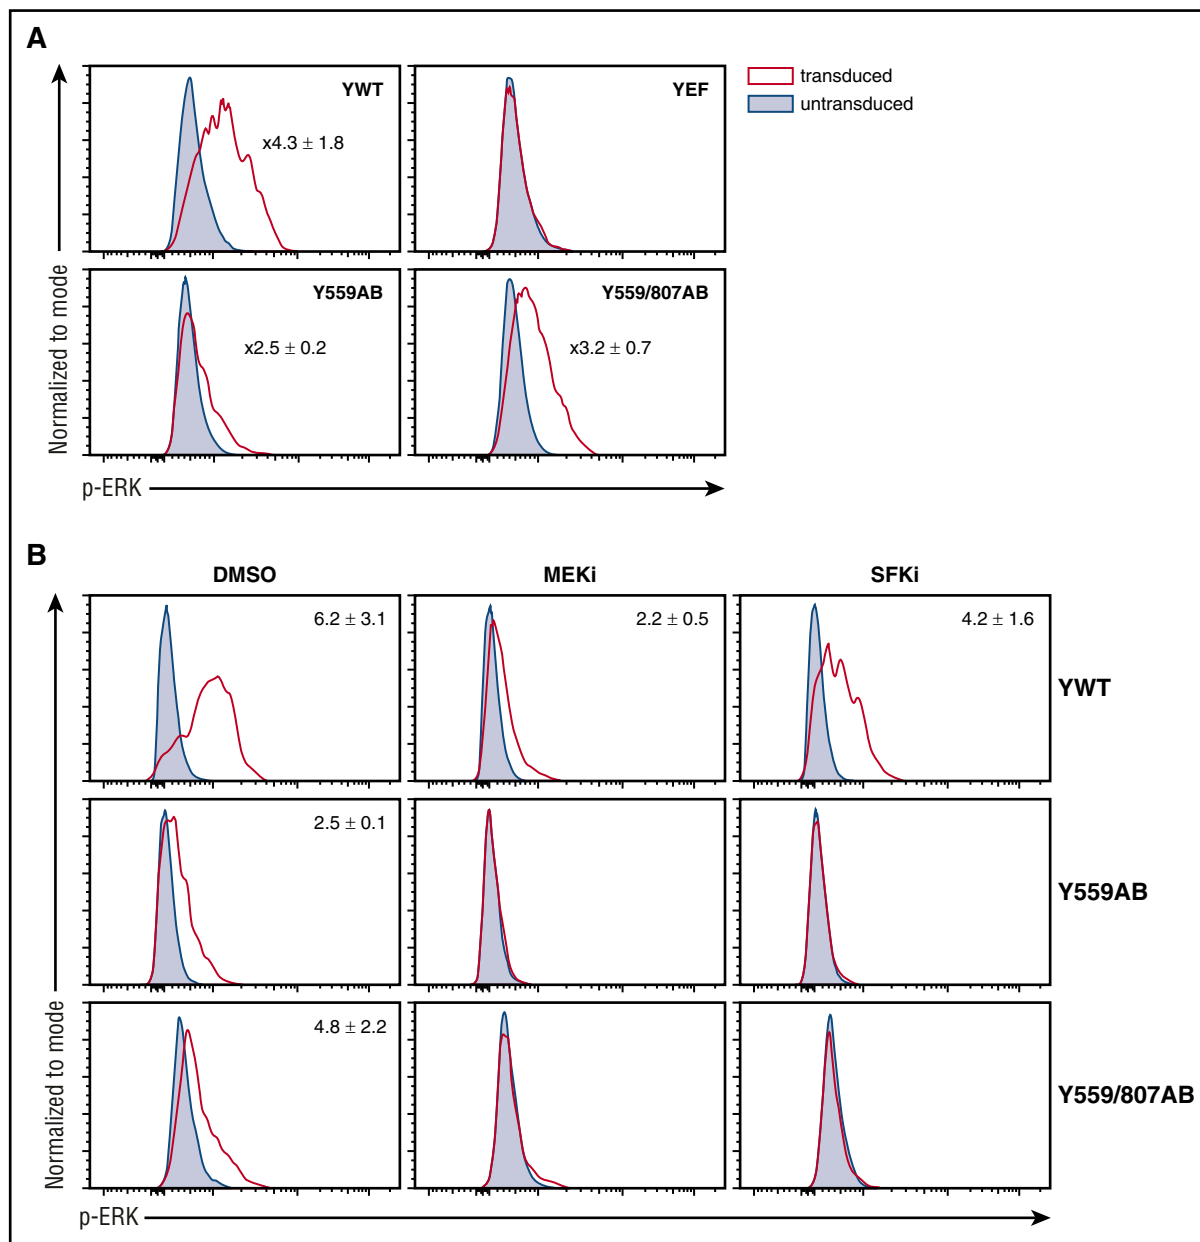 A
YWT
x4.3 ± 1.8
YEF
transduced
untransduced
Y559AB
x2.5 ± 0.2
Y559/807AB
x3.2 ± 0.7
Normalized to mode
p-ERK
B
DMSO
MEKi
SFKi
6.2 ± 3.1
2.2 ± 0.5
4.2 ± 1.6
YWT
2.5 ± 0.1
Y559AB
4.8 ± 2.2
Y559/807AB
Normalized to mode
p-ERK